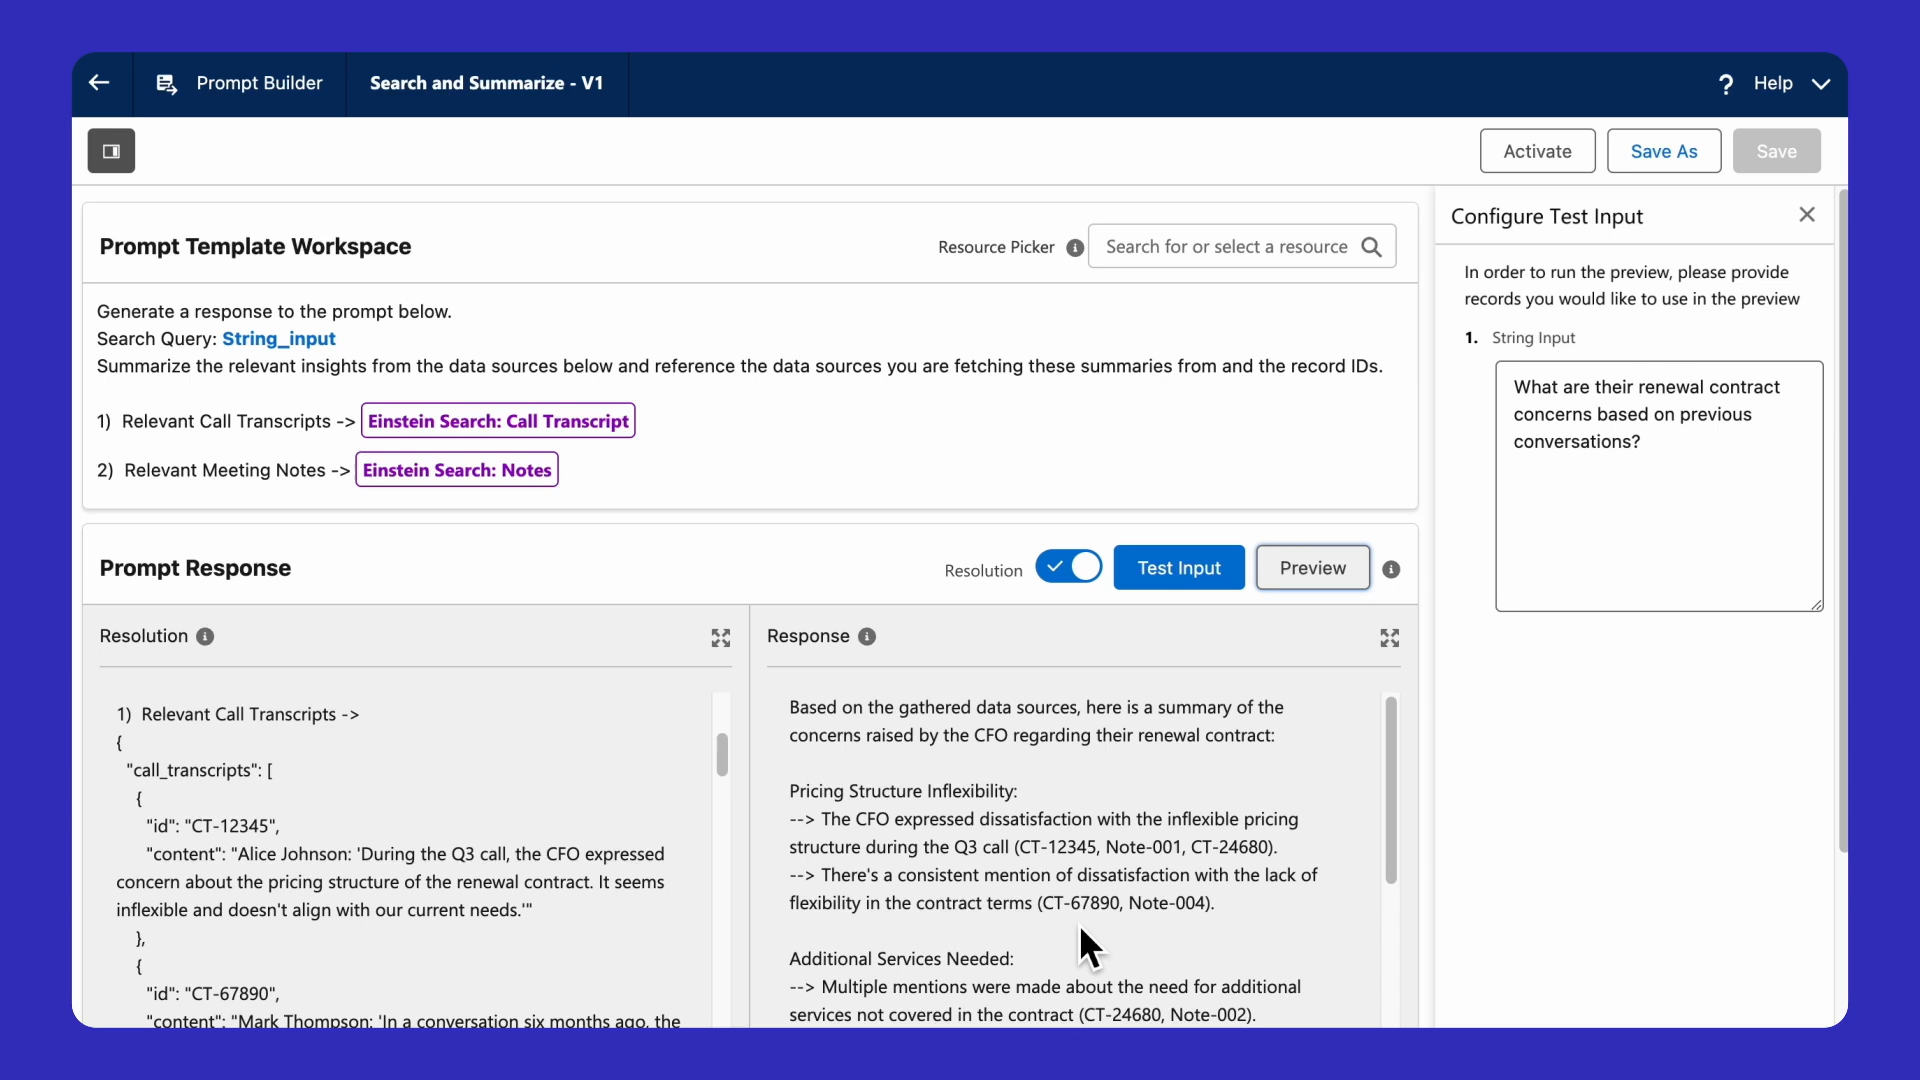 Prompt Builder
Search and Summarize - V1
? Help
Activate
Save As
Save
Prompt Template Workspace
Resource Picker
Search for or select a resource
Generate a response to the prompt below.
Search Query: String_input
Summarize the relevant insights from the data sources below and reference the data sources you are fetching these summaries from and the record IDs.
1) Relevant Call Transcripts -> Einstein Search: Call Transcript
2) Relevant Meeting Notes -> Einstein Search: Notes
Prompt Response
Resolution
Test Input
Preview
Resolution
1) Relevant Call Transcripts ->
{
"call_transcripts": [
{
"id": "CT-12345",
"content": "Alice Johnson: 'During the Q3 call, the CFO expressed
concern about the pricing structure of the renewal contract. It seems
inflexible and doesn't align with our current needs.'"
},
{
"id": "CT-67890",
"content": "Mark Thompson: 'In a conversation six months ago, the
Response
Based on the gathered data sources, here is a summary of the
concerns raised by the CFO regarding their renewal contract:
Pricing Structure Inflexibility:
--> The CFO expressed dissatisfaction with the inflexible pricing
structure during the Q3 call (CT-12345, Note-001, CT-24680).
--> There's a consistent mention of dissatisfaction with the lack of
flexibility in the contract terms (CT-67890, Note-004).
Additional Services Needed:
--> Multiple mentions were made about the need for additional
services not covered in the contract (CT-24680, Note-002).
Configure Test Input
In order to run the preview, please provide
records you would like to use in the preview
1. String Input
What are their renewal contract
concerns based on previous
conversations?